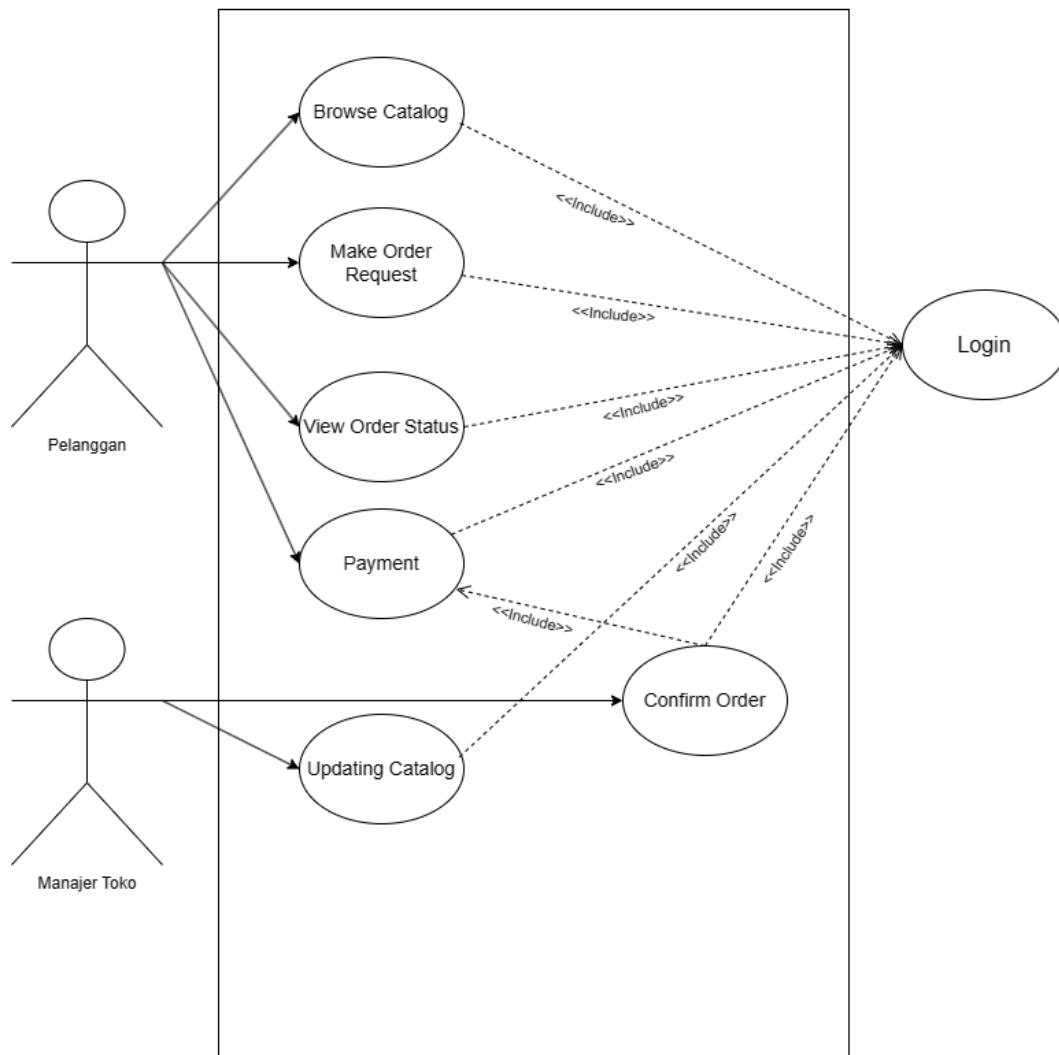 Browse Catalog
<<Include>>
Make Order
Request
<<Include>>
Login
View Order Status
<<Include>>
Pelanggan
<<Include>>
Payment
<<Include>>
<<Include>>
<<Include>>
Confirm Order
Updating Catalog
Manajer Toko